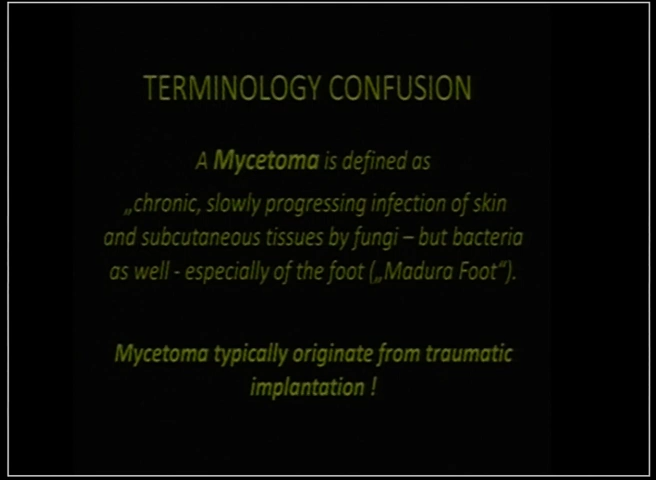 TERMINOLOGY CONFUSION
A Mycetoma is defined as
„chronic, slowly progressing infection of skin
and subcutaneous tissues by fungi – but bacteria
as well - especially of the foot („Madura Foot“).
Mycetoma typically originate from traumatic
implantation !